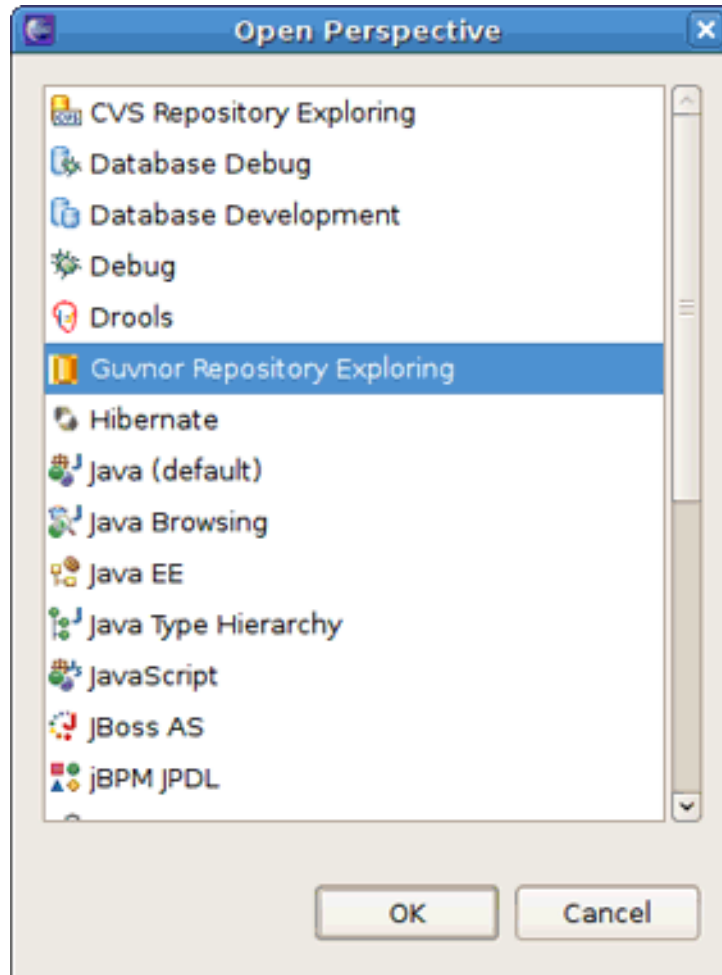 Open Perspective
CVS Repository Exploring
Database Debug
Database Development
Debug
Drools
Guvnor Repository Exploring
Hibernate
Java (default)
Java Browsing
Java EE
Java Type Hierarchy
JavaScript
JBoss AS
jBPM JPDL
OK
Cancel